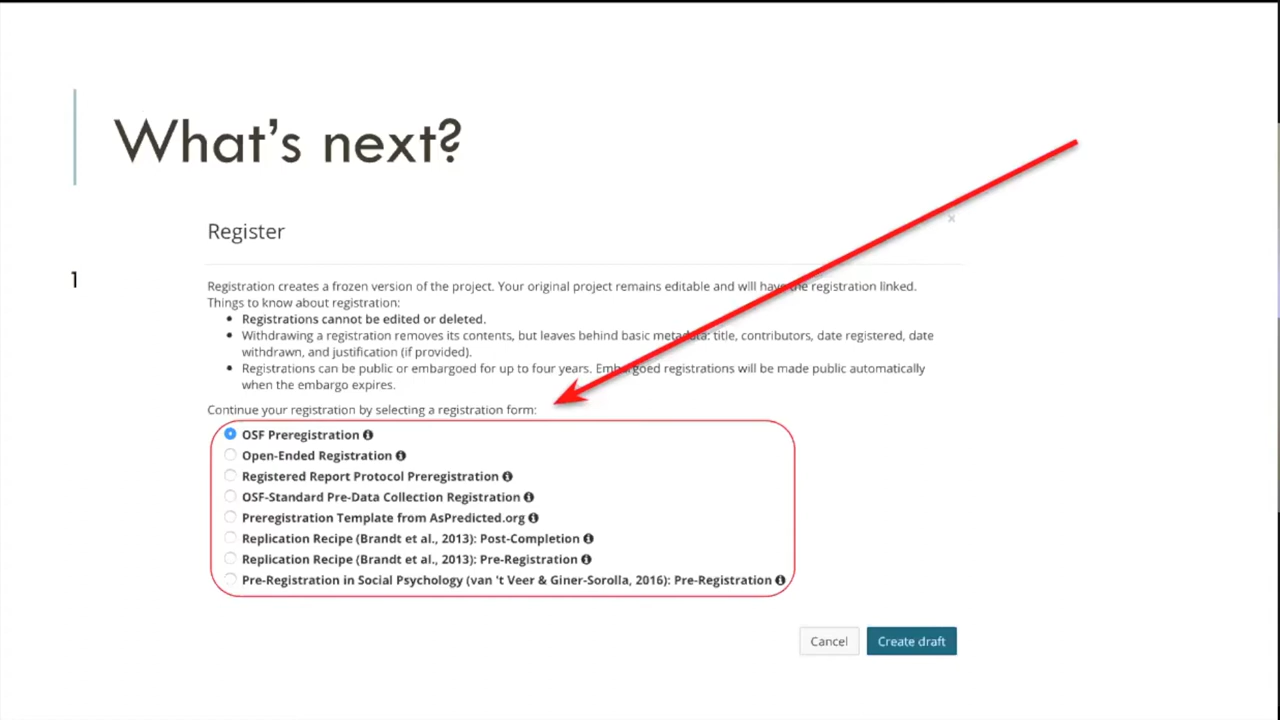 What's next?
Register
×
1
Registration creates a frozen version of the project. Your original project remains editable and will have the registration linked.
Things to know about registration:
Registrations cannot be edited or deleted.
Withdrawing a registration removes its contents, but leaves behind basic metadata: title, contributors, date registered, date
withdrawn, and justification (if provided).
Registrations can be public or embargoed for up to four years. Embargoed registrations will be made public automatically
when the embargo expires.
Continue your registration by selecting a registration form:
OSF Preregistration
Open-Ended Registration
Registered Report Protocol Preregistration
OSF-Standard Pre-Data Collection Registration
Preregistration Template from AsPredicted.org
Replication Recipe (Brandt et al., 2013): Post-Completion
Replication Recipe (Brandt et al., 2013): Pre-Registration
Pre-Registration in Social Psychology (van 't Veer & Giner-Sorolla, 2016): Pre-Registration
Cancel
Create draft